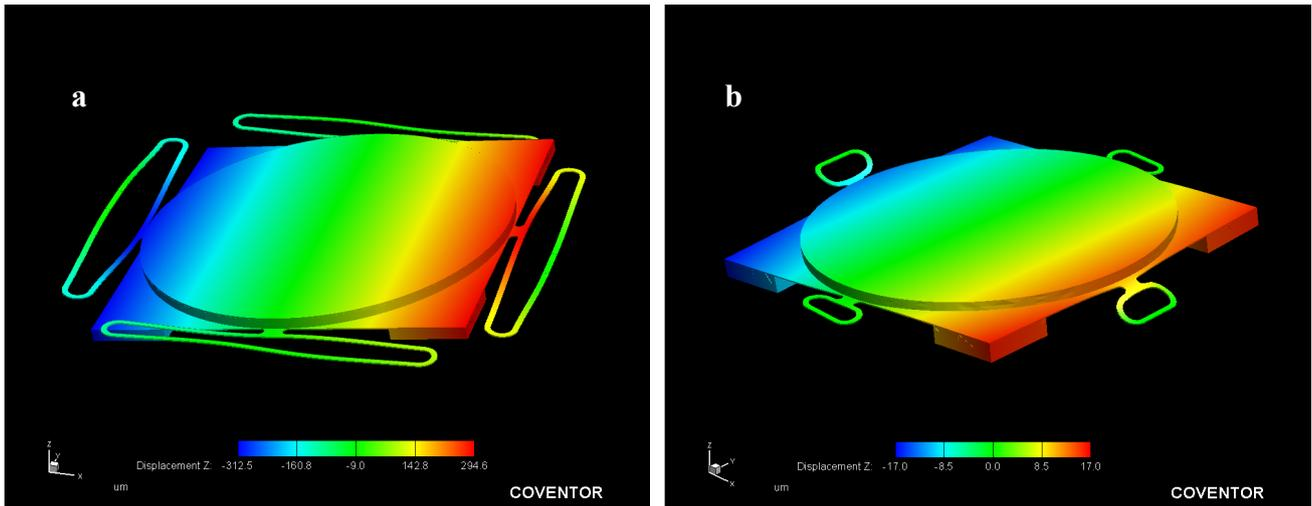 a
z
y
x
Displacement Z: -312.5 -160.8 -9.0 142.8 294.6
um
COVENTOR
b
z
Y
x
Displacement Z: -17.0 -8.5 0.0 8.5 17.0
um
COVENTOR